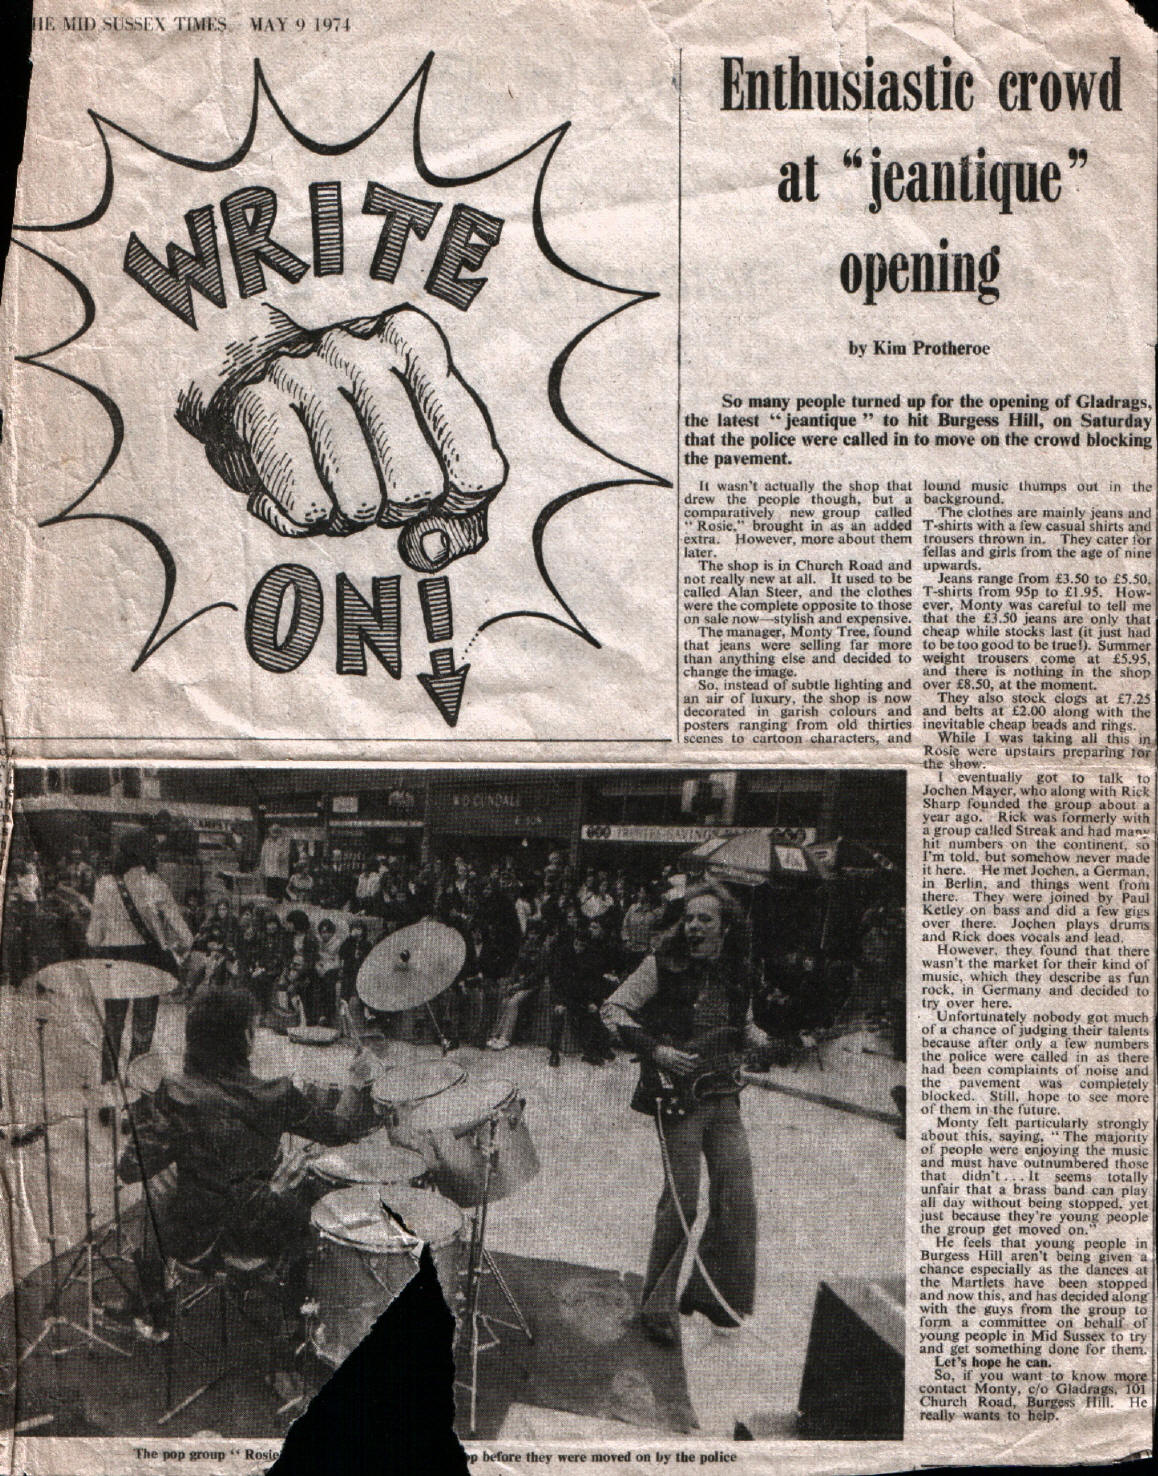 HE MID SUSSEX TIMES MAY 9 1974
WRITE
ON!
Enthusiastic crowd
at “jeantique”
opening
by Kim Protheroe
So many people turned up for the opening of Gladrags,
the latest “ jeantique ” to hit Burgess Hill, on Saturday
that the police were called in to move on the crowd blocking
the pavement.
It wasn't actually the shop that
drew the people though, but a
comparatively new group called
“ Rosie,” brought in as an added
extra. However, more about them
later.
The shop is in Church Road and
not really new at all. It used to be
called Alan Steer, and the clothes
were the complete opposite to those
on sale now—stylish and expensive.
The manager, Monty Tree, found
that jeans were selling far more
than anything else and decided to
change the image.
So, instead of subtle lighting and
an air of luxury, the shop is now
decorated in garish colours and
posters ranging from old thirties
scenes to cartoon characters, and
lound music thumps out in the
background.
The clothes are mainly jeans and
T-shirts with a few casual shirts and
trousers thrown in. They cater for
fellas and girls from the age of nine
upwards.
Jeans range from £3.50 to £5.50,
T-shirts from 95p to £1.95. How-
ever, Monty was careful to tell me
that the £3.50 jeans are only that
cheap while stocks last (it just had
to be too good to be true!). Summer
weight trousers come at £5.95,
and there is nothing in the shop
over £8.50, at the moment.
They also stock clogs at £7.25
and belts at £2.00 along with the
inevitable cheap beads and rings.
While I was taking all this in
Rosie were upstairs preparing for
the show.
I eventually got to talk to
Jochen Mayer, who along with Rick
Sharp founded the group about a
year ago. Rick was formerly with
a group called Streak and had many
hit numbers on the continent, so
I'm told, but somehow never made
it here. He met Jochen, a German,
in Berlin, and things went from
there. They were joined by Paul
Ketley on bass and did a few gigs
over there. Jochen plays drums
and Rick does vocals and lead.
However, they found that there
wasn't the market for their kind of
music, which they describe as fun
rock, in Germany and decided to
try over here.
Unfortunately nobody got much
of a chance of judging their talents
because after only a few numbers
the police were called in as there
had been complaints of noise and
the pavement was completely
blocked. Still, hope to see more
of them in the future.
Monty felt particularly strongly
about this, saying, “ The majority
of people were enjoying the music
and must have outnumbered those
that didn't . . . It seems totally
unfair that a brass band can play
all day without being stopped, yet
just because they're young people
the group get moved on.”
He feels that young people in
Burgess Hill aren't being given a
chance especially as the dances at
the Martlets have been stopped
and now this, and has decided along
with the guys from the group to
form a committee on behalf of
young people in Mid Sussex to try
and get something done for them.
Let's hope he can.
So, if you want to know more
contact Monty, c/o Gladrags, 101
Church Road, Burgess Hill. He
really wants to help.
W D CUNDALL
& SON
TRUSTEE SAVINGS
The pop group “ Rosie
op before they were moved on by the police